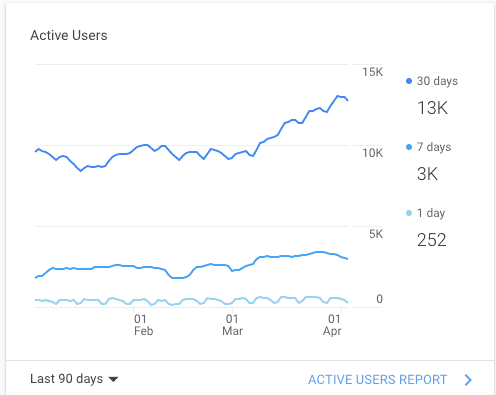 Active Users
15K
10K
5K
0
01
Feb
01
Mar
01
Apr
30 days
13K
7 days
3K
1 day
252
Last 90 days
ACTIVE USERS REPORT